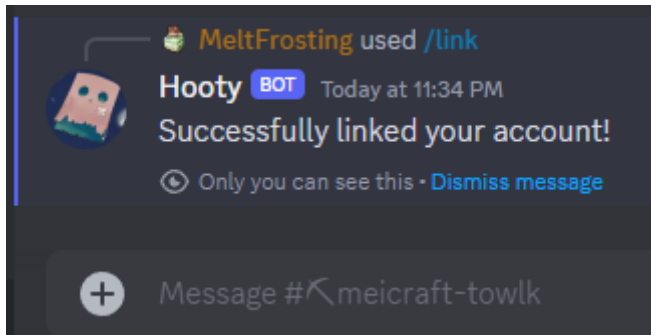 MeltFrosting used /link
Hooty BOT Today at 11:34 PM
Successfully linked your account!
Only you can see this • Dismiss message
Message #⛏meicraft-towlk